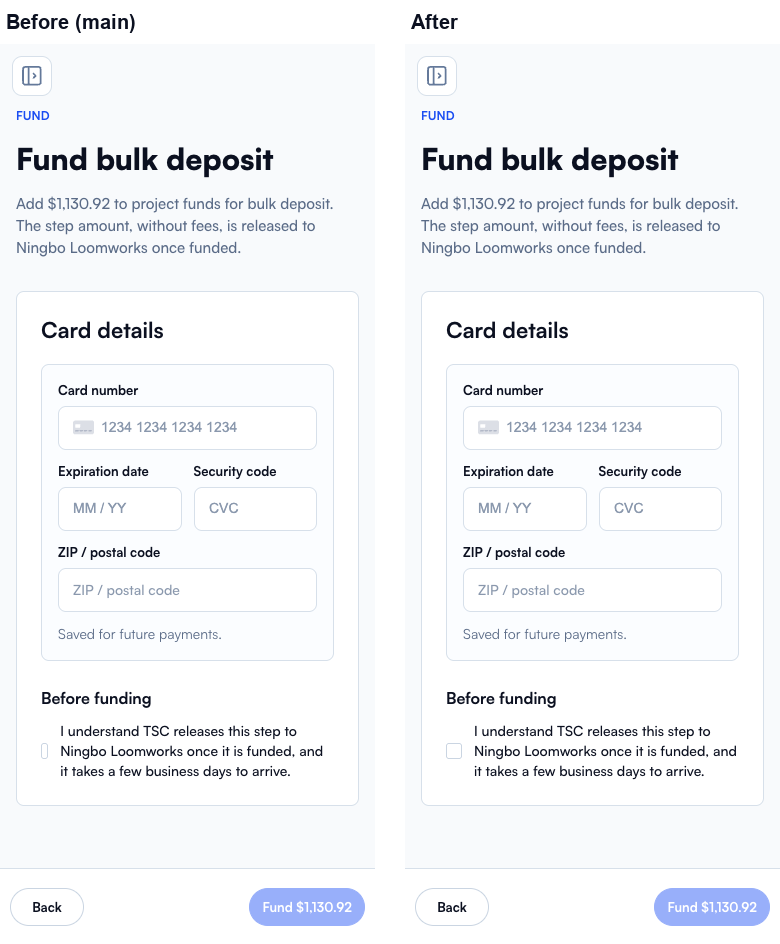 Before (main)
FUND
Fund bulk deposit
Add $1,130.92 to project funds for bulk deposit.
The step amount, without fees, is released to
Ningbo Loomworks once funded.
Card details
Card number
1234 1234 1234 1234
Expiration date
Security code
MM / YY
CVC
ZIP / postal code
ZIP / postal code
Saved for future payments.
Before funding
I understand TSC releases this step to
Ningbo Loomworks once it is funded, and
it takes a few business days to arrive.
Back
Fund $1,130.92
After
FUND
Fund bulk deposit
Add $1,130.92 to project funds for bulk deposit.
The step amount, without fees, is released to
Ningbo Loomworks once funded.
Card details
Card number
1234 1234 1234 1234
Expiration date
Security code
MM / YY
CVC
ZIP / postal code
ZIP / postal code
Saved for future payments.
Before funding
I understand TSC releases this step to
Ningbo Loomworks once it is funded, and
it takes a few business days to arrive.
Back
Fund $1,130.92